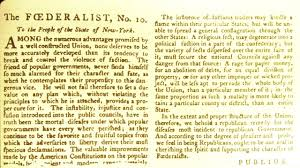 The FŒDERALIST, No. 10.
To the People of the State of New-York.
AMONG the numerous advantages promised by
a well constructed Union, none deserves to be
more accurately developed than its tendency to
break and control the violence of faction. The
friend of popular governments, never finds himself
so much alarmed for their character and fate, as
when he contemplates their propensity to this dangerous
vice. He will not fail therefore to set a due
value on any plan which, without violating the principles
to which he is attached, provides a proper cure
for it. The instability, injustice and confusion
introduced into the public councils, have in
truth been the mortal diseases under which popular
governments have every where perished; as they
continue to be the favorite and fruitful topics from
which the adversaries to liberty derive their most
specious declamations. The valuable improvements
made by the American Constitutions on the popular
The influence of factious leaders may kindle a
flame within their particular States, but will be
unable to spread a general conflagration through the
other States: A religious sect, may degenerate into
a political faction in a part of the confederacy; but
the variety of sects dispersed over the entire face of
it, must secure the national Councils against any
danger from that source: A rage for paper money,
for an abolition of debts, for an equal division of
property, or for any other improper or wicked project,
will be less apt to pervade the whole body of the
Union, than a particular member of it; in the same
proportion as such a malady is more likely to taint a
particular county or district, than an entire State.
In the extent and proper structure of the Union,
therefore, we behold a Republican remedy for the
diseases most incident to Republican Government.
And according to the degree of pleasure and pride,
we feel in being Republicans, ought to be our zeal
in cherishing the spirit, and supporting the character of
Fœderalists.
PUBLIUS.